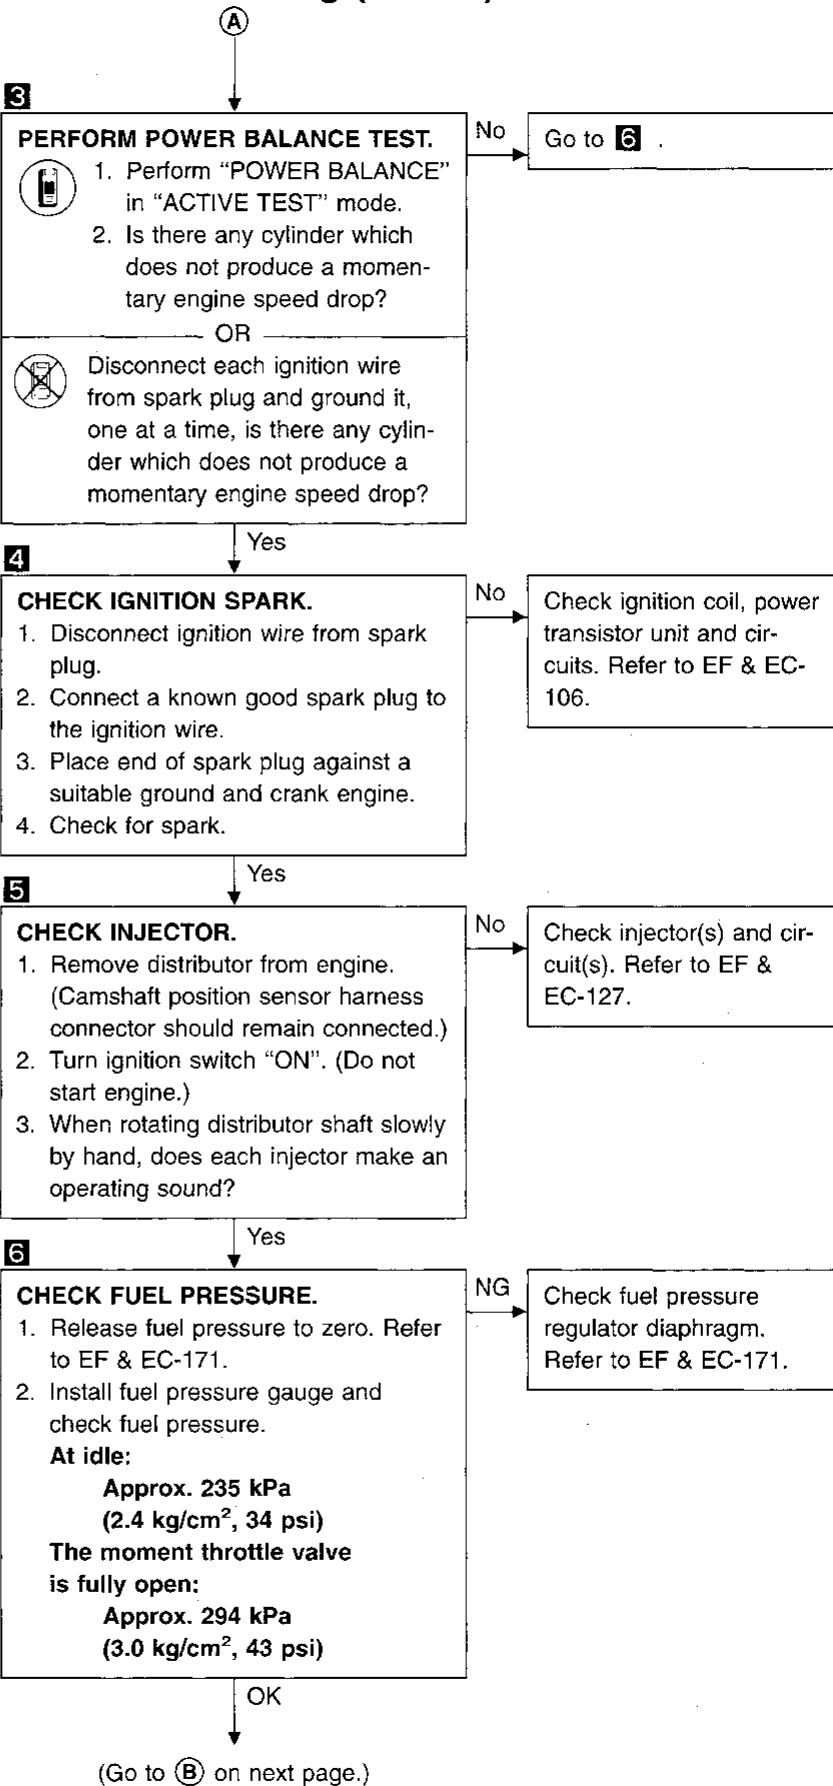 A
3
PERFORM POWER BALANCE TEST.
1. Perform “POWER BALANCE”
in “ACTIVE TEST” mode.
2. Is there any cylinder which
does not produce a momen-
tary engine speed drop?
OR
Disconnect each ignition wire
from spark plug and ground it,
one at a time, is there any cylin-
der which does not produce a
momentary engine speed drop?
No
Go to 6 .
Yes
4
CHECK IGNITION SPARK.
1. Disconnect ignition wire from spark
plug.
2. Connect a known good spark plug to
the ignition wire.
3. Place end of spark plug against a
suitable ground and crank engine.
4. Check for spark.
No
Check ignition coil, power
transistor unit and cir-
cuits. Refer to EF & EC-
106.
Yes
5
CHECK INJECTOR.
1. Remove distributor from engine.
(Camshaft position sensor harness
connector should remain connected.)
2. Turn ignition switch “ON”. (Do not
start engine.)
3. When rotating distributor shaft slowly
by hand, does each injector make an
operating sound?
No
Check injector(s) and cir-
cuit(s). Refer to EF &
EC-127.
Yes
6
CHECK FUEL PRESSURE.
1. Release fuel pressure to zero. Refer
to EF & EC-171.
2. Install fuel pressure gauge and
check fuel pressure.
At idle:
Approx. 235 kPa
(2.4 kg/cm², 34 psi)
The moment throttle valve
is fully open:
Approx. 294 kPa
(3.0 kg/cm², 43 psi)
NG
Check fuel pressure
regulator diaphragm.
Refer to EF & EC-171.
OK
(Go to B on next page.)